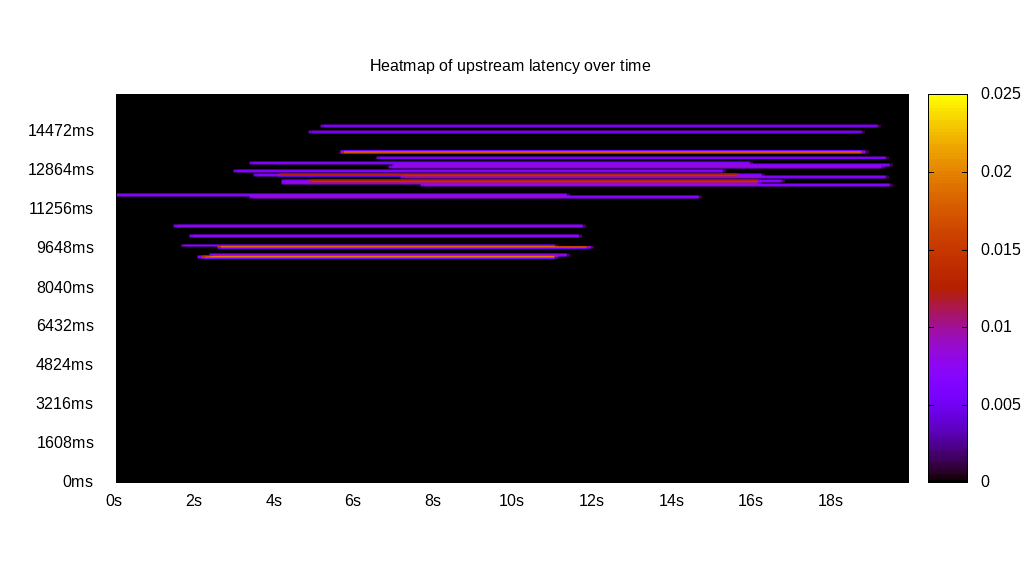 Heatmap of upstream latency over time
14472ms
12864ms
11256ms
9648ms
8040ms
6432ms
4824ms
3216ms
1608ms
0ms
0s 2s 4s 6s 8s 10s 12s 14s 16s 18s
0.025
0.02
0.015
0.01
0.005
0